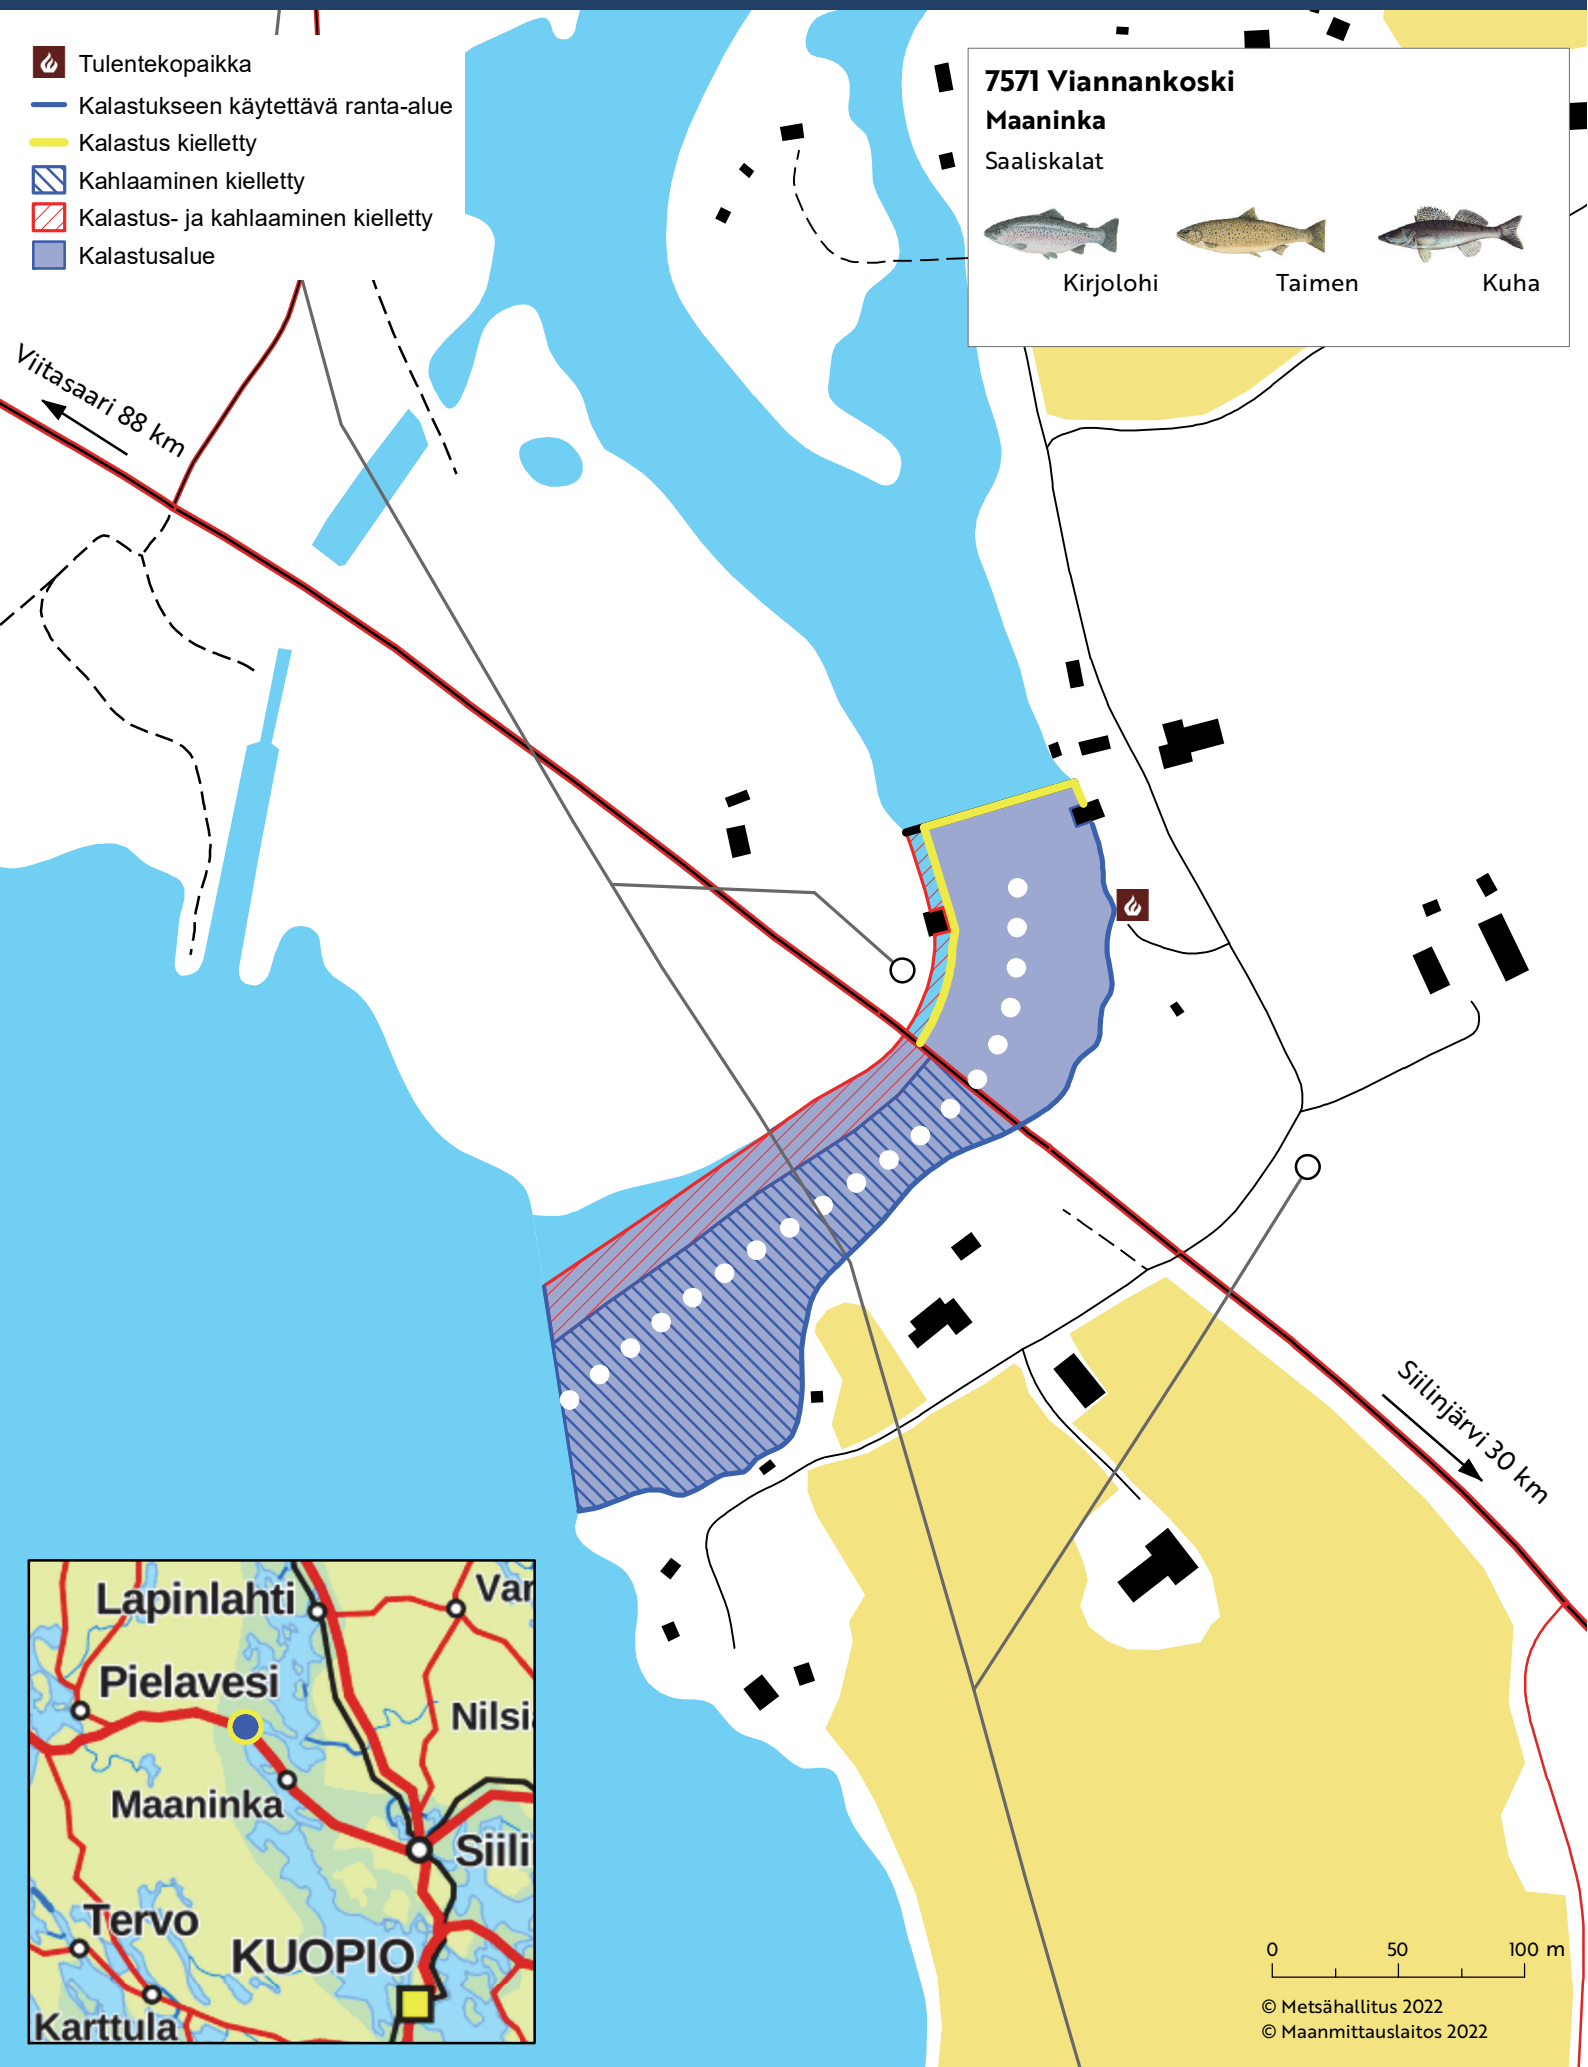 Tulentekopaikka
Kalastukseen käytettävä ranta-alue
Kalastus kielletty
Kahlaaminen kielletty
Kalastus- ja kahlaaminen kielletty
Kalastusalue
7571 Viannankoski
Maaninka
Saaliskalat
Kirjolohi
Taimen
Kuha
Viitasaari 88 km
Siilinjärvi 30 km
Lapinlahti
Var
Pielavesi
Nilsi
Maaninka
Siili
Tervo
KUOPIO
Karttula
0 50 100 m
© Metsähallitus 2022
© Maanmittauslaitos 2022